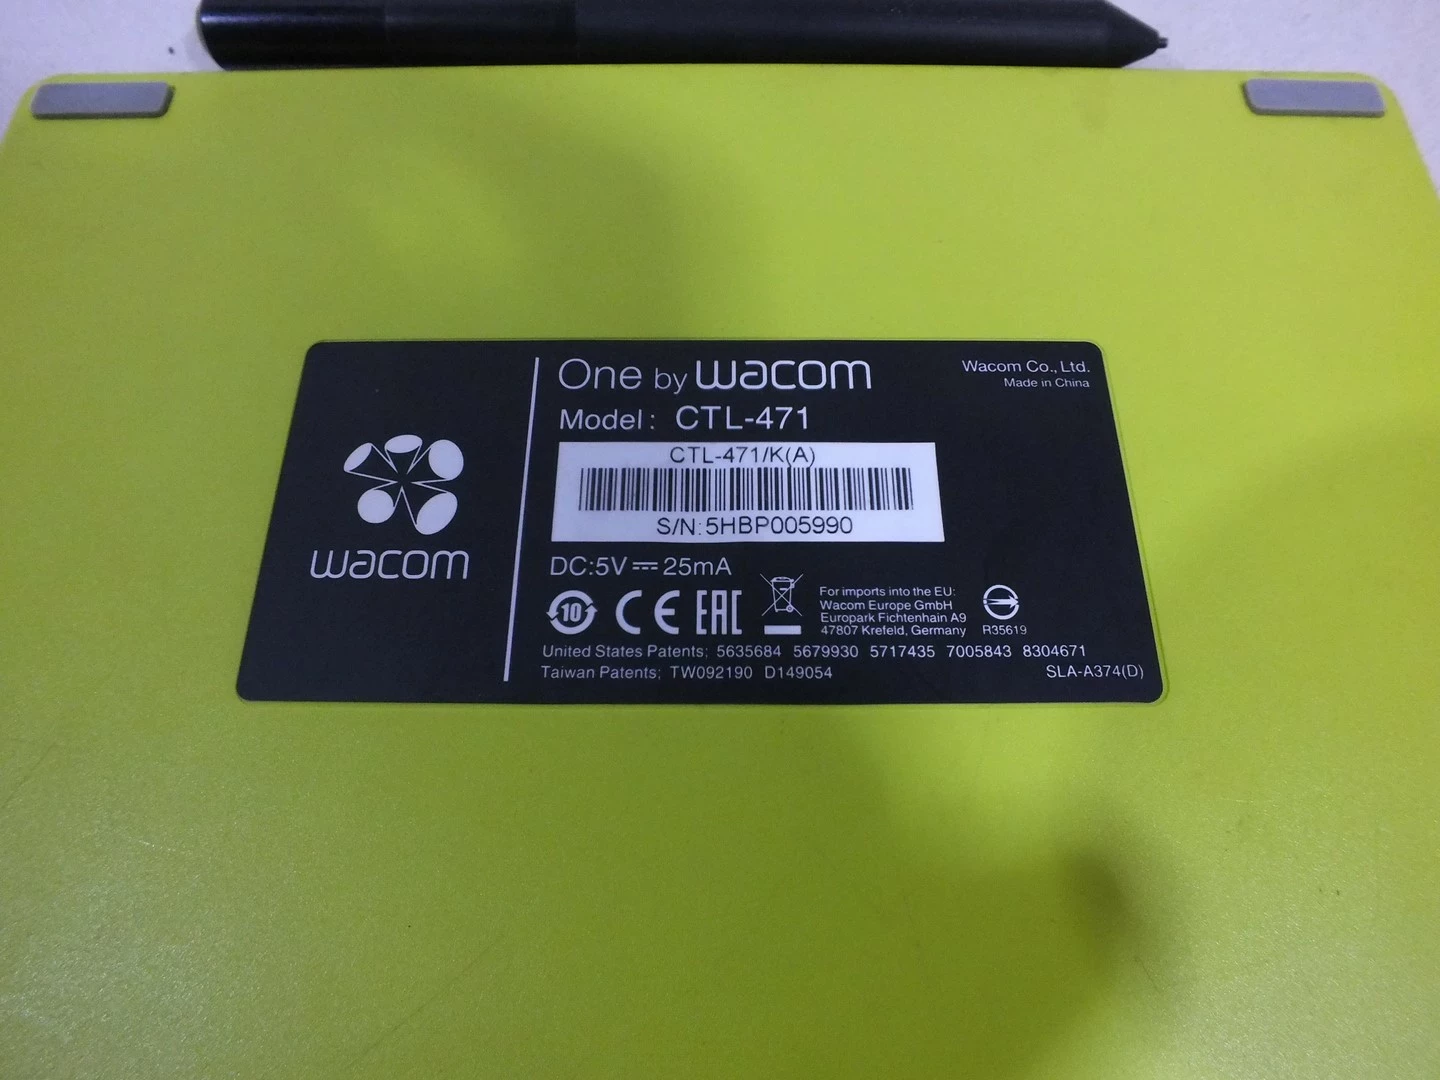 wacom
One by wacom
Wacom Co., Ltd.
Made in China
Model: CTL-471
CTL-471/K(A)
S/N: 5HBP005990
DC:5V ⎓ 25mA
10
CE
EAC
For imports into the EU:
Wacom Europe GmbH
Europark Fichtenhain A9
47807 Krefeld, Germany
R35619
United States Patents; 5635684 5679930 5717435 7005843 8304671
Taiwan Patents; TW092190 D149054
SLA-A374(D)